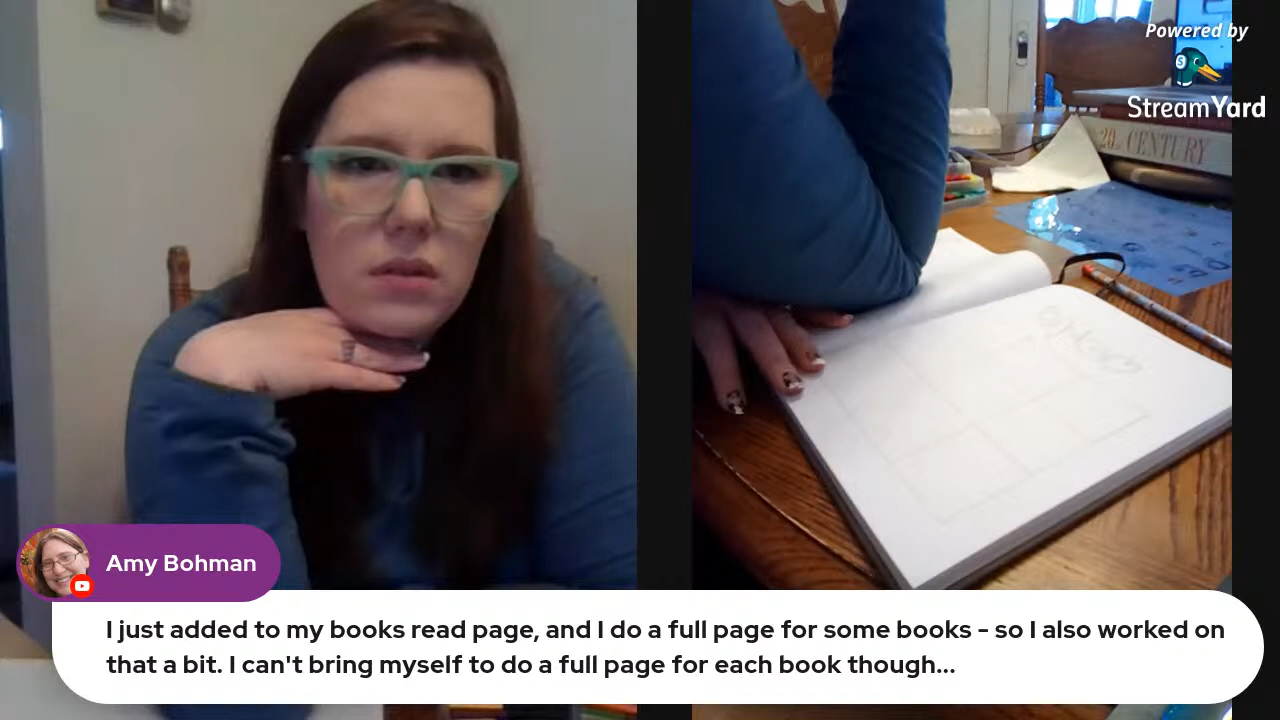 Powered by
StreamYard
20th CENTURY
Amy Bohman
I just added to my books read page, and I do a full page for some books - so I also worked on
that a bit. I can't bring myself to do a full page for each book though...